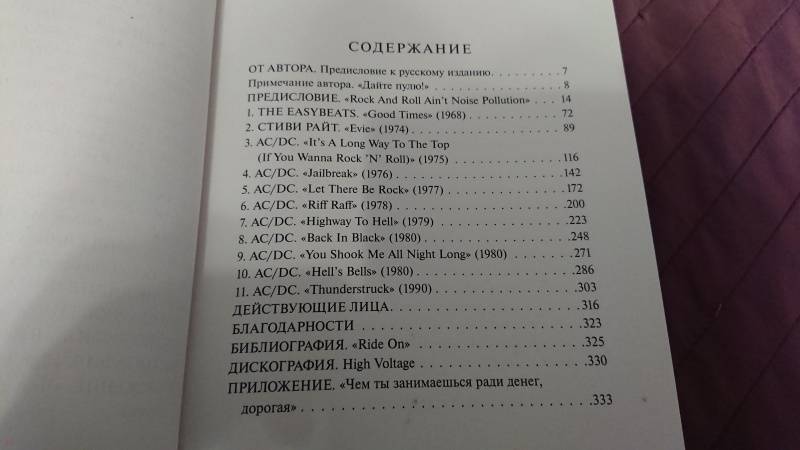 СОДЕРЖАНИЕ
ОТ АВТОРА. Предисловие к русскому изданию. . . . . . . . . 7
Примечание автора. «Дайте пулю!» . . . . . . . . . . . . . . . . . 8
ПРЕДИСЛОВИЕ. «Rock And Roll Ain't Noise Pollution» . . . 14
1. THE EASYBEATS. «Good Times» (1968) . . . . . . . . . . . . 72
2. СТИВИ РАЙТ. «Evie» (1974) . . . . . . . . . . . . . . . . . . . 89
3. AC/DC. «It's A Long Way To The Top
(If You Wanna Rock 'N' Roll)» (1975) . . . . . . . . . . . . . 116
4. AC/DC. «Jailbreak» (1976) . . . . . . . . . . . . . . . . . . . . 142
5. AC/DC. «Let There Be Rock» (1977) . . . . . . . . . . . . . . 172
6. AC/DC. «Riff Raff» (1978) . . . . . . . . . . . . . . . . . . . . 200
7. AC/DC. «Highway To Hell» (1979) . . . . . . . . . . . . . . . 223
8. AC/DC. «Back In Black» (1980) . . . . . . . . . . . . . . . . . 248
9. AC/DC. «You Shook Me All Night Long» (1980) . . . . . . 271
10. AC/DC. «Hell's Bells» (1980) . . . . . . . . . . . . . . . . . . 286
11. AC/DC. «Thunderstruck» (1990) . . . . . . . . . . . . . . . . 303
ДЕЙСТВУЮЩИЕ ЛИЦА. . . . . . . . . . . . . . . . . . . . . . 316
БЛАГОДАРНОСТИ . . . . . . . . . . . . . . . . . . . . . . . . . 323
БИБЛИОГРАФИЯ. «Ride On» . . . . . . . . . . . . . . . . . . . 325
ДИСКОГРАФИЯ. High Voltage . . . . . . . . . . . . . . . . . . 330
ПРИЛОЖЕНИЕ. «Чем ты занимаешься ради денег,
дорогая» . . . . . . . . . . . . . . . . . . . . . . . . . . . . . . 333